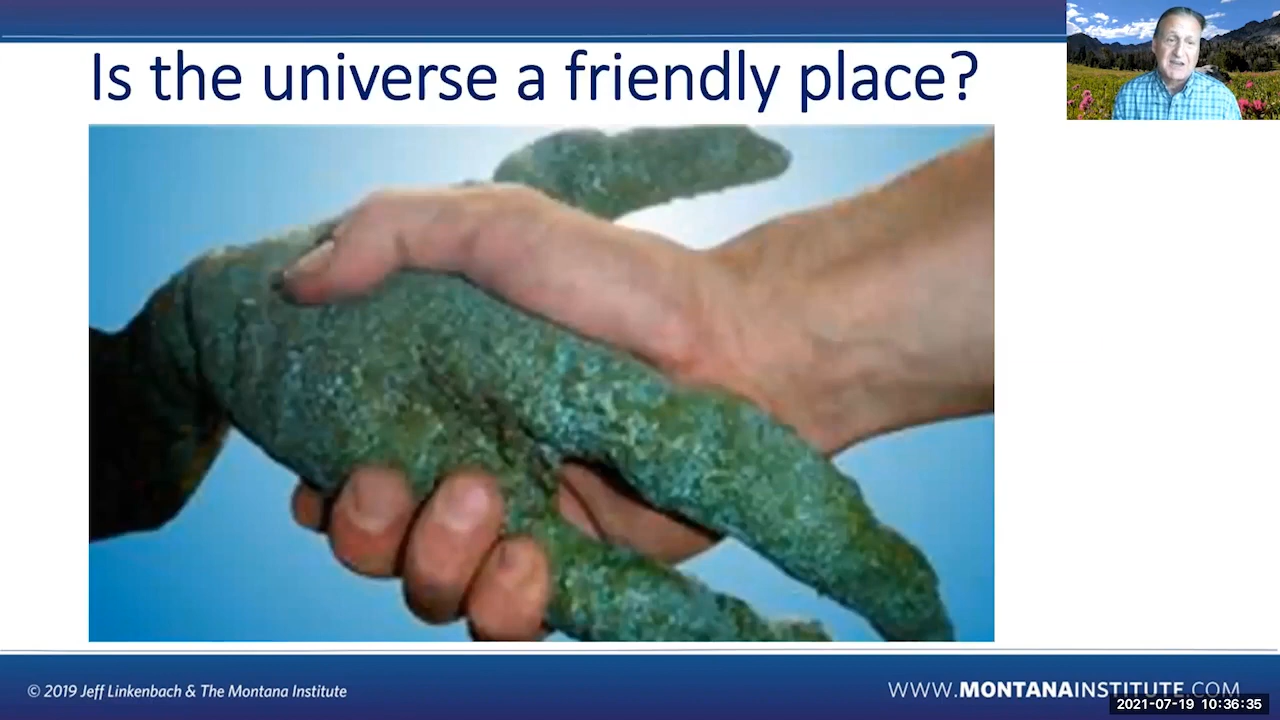 Is the universe a friendly place?
© 2019 Jeff Linkenbach & The Montana Institute
WWW.MONTANAINSTITUTE.COM
2021-07-19 10:36:35